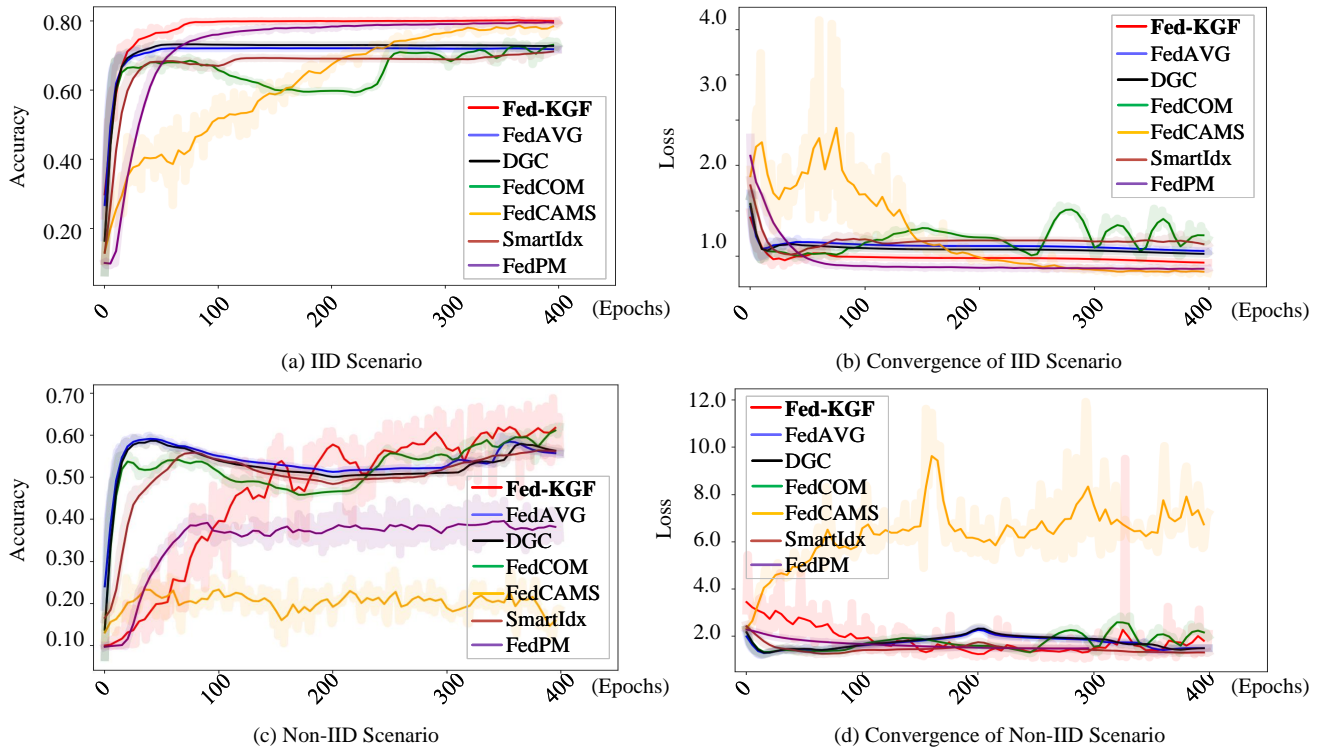 0.80
0.60
0.40
0.20
Accuracy
Fed-KGF
FedAVG
DGC
FedCOM
FedCAMS
SmartIdx
FedPM
0
100
200
300
400
(Epochs)
(a) IID Scenario
4.0
3.0
2.0
1.0
Loss
Fed-KGF
FedAVG
DGC
FedCOM
FedCAMS
SmartIdx
FedPM
0
100
200
300
400
(Epochs)
(b) Convergence of IID Scenario
0.70
0.60
0.50
0.40
0.30
0.20
0.10
Accuracy
Fed-KGF
FedAVG
DGC
FedCOM
FedCAMS
SmartIdx
FedPM
0
100
200
300
400
(Epochs)
(c) Non-IID Scenario
12.0
10.0
8.0
6.0
4.0
2.0
Loss
Fed-KGF
FedAVG
DGC
FedCOM
FedCAMS
SmartIdx
FedPM
0
100
200
300
400
(Epochs)
(d) Convergence of Non-IID Scenario